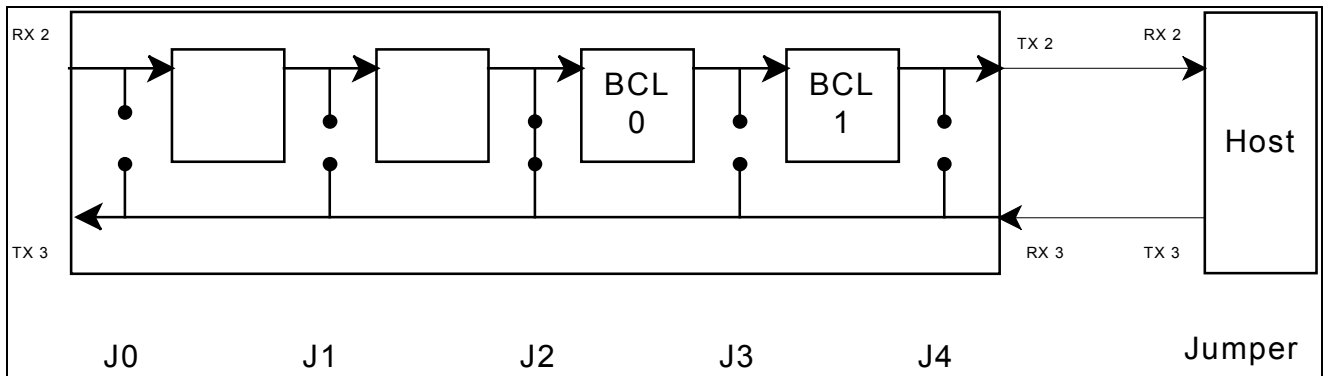 RX 2
TX 2
RX 2
BCL
0
BCL
1
Host
TX 3
RX 3
TX 3
J0
J1
J2
J3
J4
Jumper